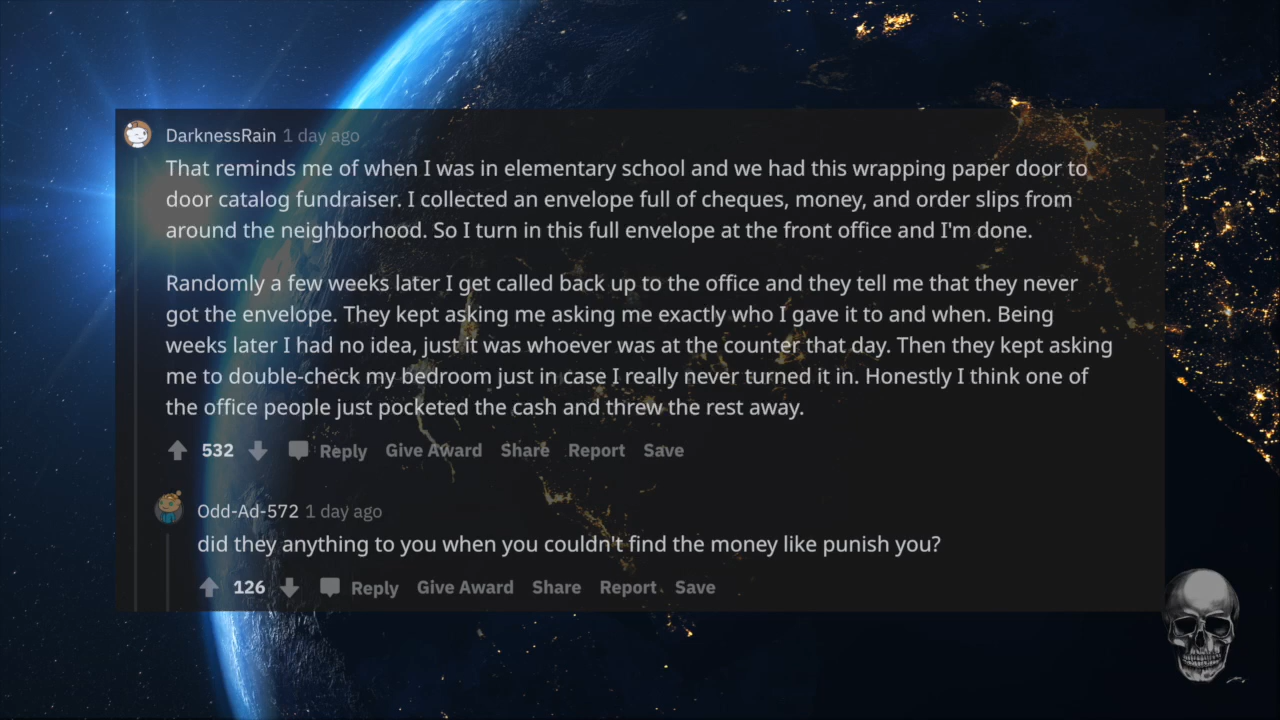 DarknessRain 1 day ago
That reminds me of when I was in elementary school and we had this wrapping paper door to
door catalog fundraiser. I collected an envelope full of cheques, money, and order slips from
around the neighborhood. So I turn in this full envelope at the front office and I'm done.
Randomly a few weeks later I get called back up to the office and they tell me that they never
got the envelope. They kept asking me asking me exactly who I gave it to and when. Being
weeks later I had no idea, just it was whoever was at the counter that day. Then they kept asking
me to double-check my bedroom just in case I really never turned it in. Honestly I think one of
the office people just pocketed the cash and threw the rest away.
532 Reply Give Award Share Report Save
Odd-Ad-572 1 day ago
did they anything to you when you couldn't find the money like punish you?
126 Reply Give Award Share Report Save